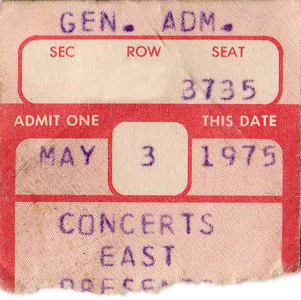 GEN. ADM.
SEC ROW SEAT
3735
ADMIT ONE THIS DATE
MAY 3 1975
CONCERTS
EAST